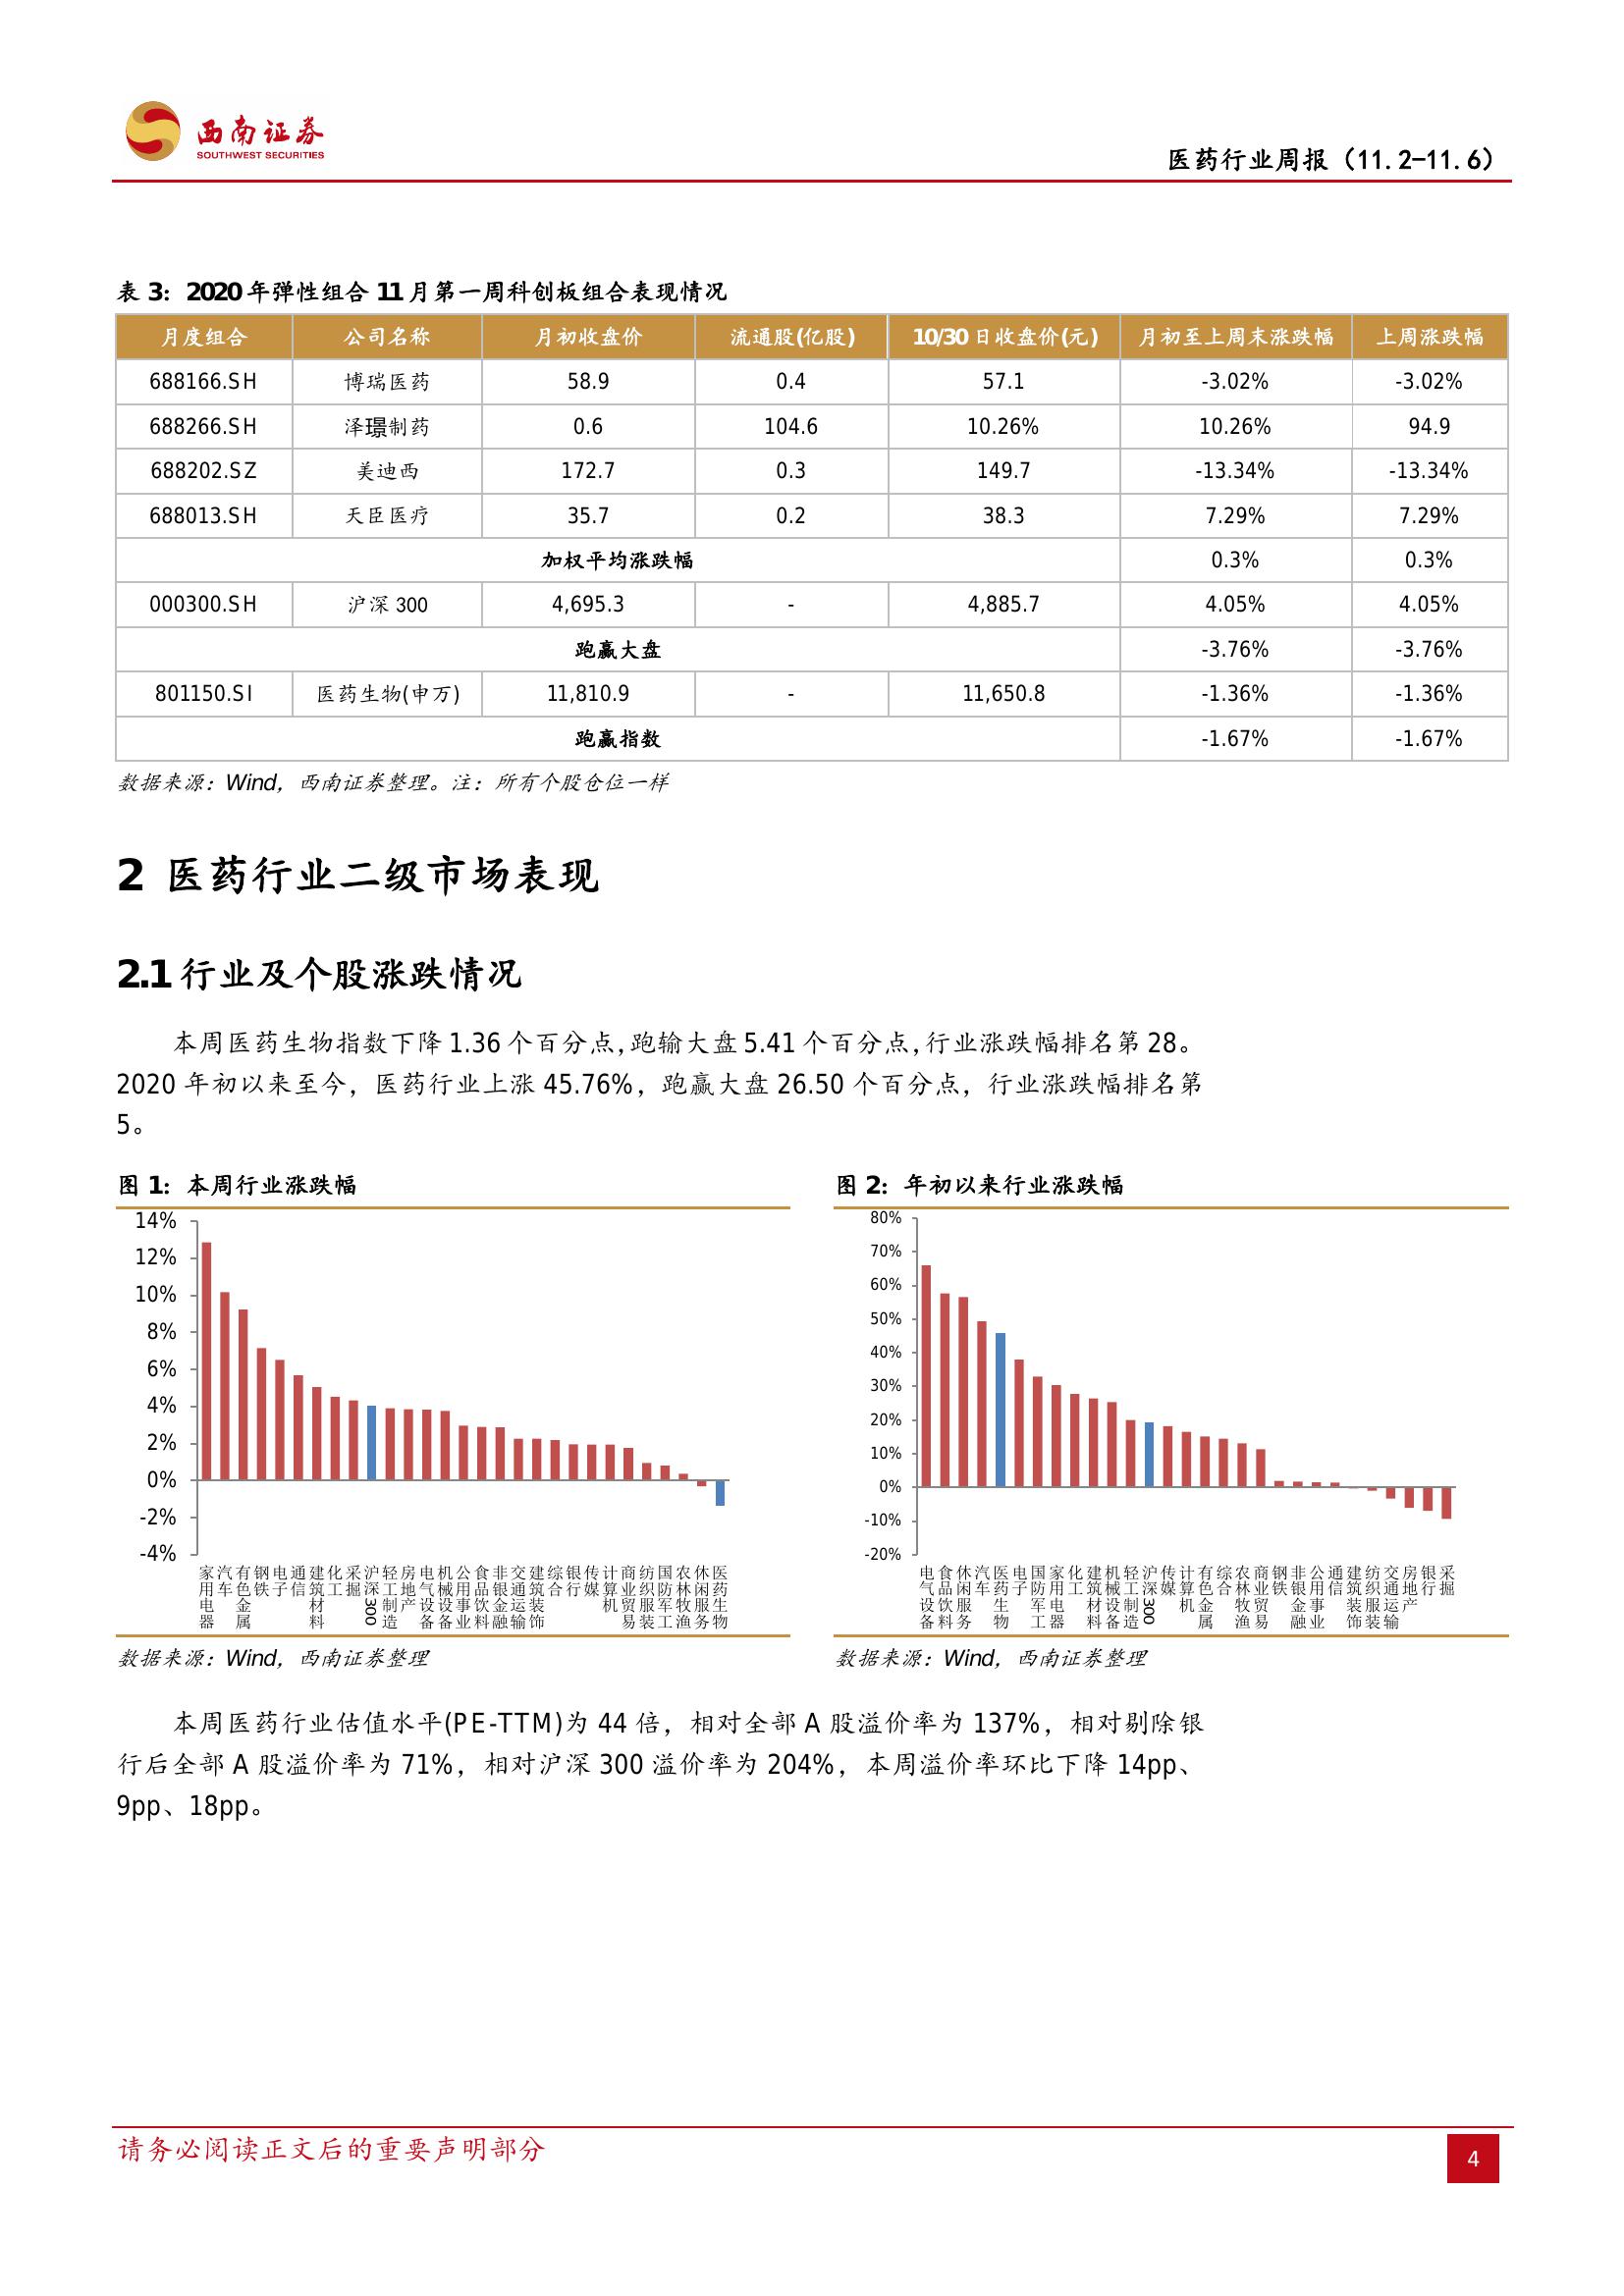 西南证券
SOUTHWEST SECURITIES
医药行业周报（11.2-11.6）
表 3：2020 年弹性组合 11 月第一周科创板组合表现情况
月度组合 公司名称 月初收盘价 流通股(亿股) 10/30 日收盘价(元) 月初至上周末涨跌幅 上周涨跌幅
688166.SH 博瑞医药 58.9 0.4 57.1 -3.02% -3.02%
688266.SH 泽璟制药 0.6 104.6 10.26% 10.26% 94.9
688202.SZ 美迪西 172.7 0.3 149.7 -13.34% -13.34%
688013.SH 天臣医疗 35.7 0.2 38.3 7.29% 7.29%
加权平均涨跌幅 0.3% 0.3%
000300.SH 沪深 300 4,695.3 - 4,885.7 4.05% 4.05%
跑赢大盘 -3.76% -3.76%
801150.SI 医药生物(申万) 11,810.9 - 11,650.8 -1.36% -1.36%
跑赢指数 -1.67% -1.67%
数据来源：Wind，西南证券整理。注：所有个股仓位一样
2 医药行业二级市场表现
2.1 行业及个股涨跌情况
本周医药生物指数下降 1.36 个百分点,跑输大盘 5.41 个百分点,行业涨跌幅排名第 28。
2020 年初以来至今，医药行业上涨 45.76%，跑赢大盘 26.50 个百分点，行业涨跌幅排名第
5。
图 1：本周行业涨跌幅
14%
12%
10%
8%
6%
4%
2%
0%
-2%
-4%
家用电器 汽车 有色金属 钢铁 电子 通信 建筑材料 化工 采掘 沪深300 轻工制造 房地产 电气设备 机械设备 公用事业 食品饮料 非银金融 交通运输 建筑装饰 综合 银行 传媒 计算机 商业贸易 纺织服装 国防军工 农林牧渔 休闲服务 医药生物
数据来源：Wind，西南证券整理
图 2：年初以来行业涨跌幅
80%
70%
60%
50%
40%
30%
20%
10%
0%
-10%
-20%
电气设备 食品饮料 休闲服务 汽车 医药生物 电子 国防军工 家用电器 化工 建筑材料 机械设备 轻工制造 沪深300 传媒 计算机 有色金属 综合 农林牧渔 商业贸易 钢铁 非银金融 公用事业 通信 建筑装饰 纺织服装 交通运输 房地产 银行 采掘
数据来源：Wind，西南证券整理
本周医药行业估值水平(PE-TTM)为 44 倍，相对全部 A 股溢价率为 137%，相对剔除银
行后全部 A 股溢价率为 71%，相对沪深 300 溢价率为 204%，本周溢价率环比下降 14pp、
9pp、18pp。
请务必阅读正文后的重要声明部分
4